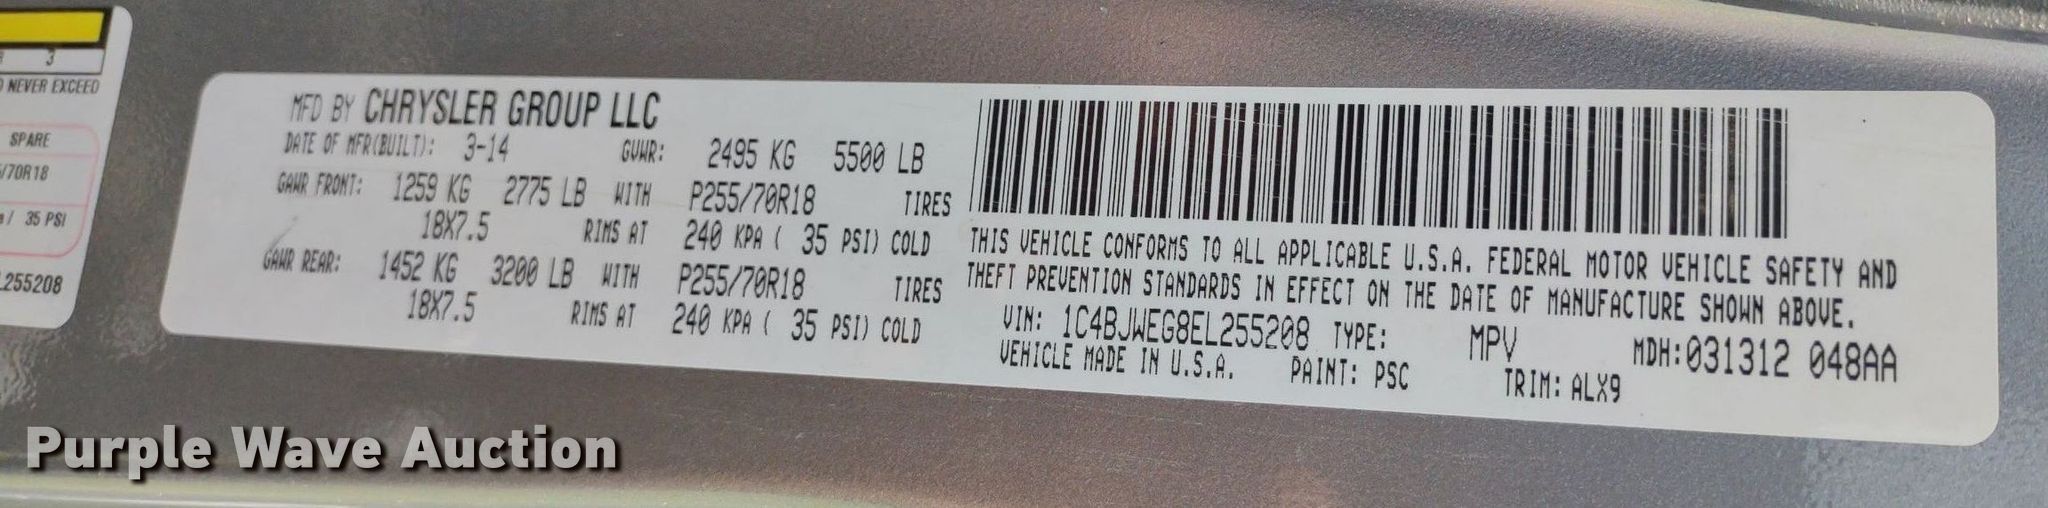 3
NEVER EXCEED
SPARE
/70R18
/ 35 PSI
L255208
MFD BY CHRYSLER GROUP LLC
DATE OF MFR(BUILT): 3-14 GVWR: 2495 KG 5500 LB
GAWR FRONT: 1259 KG 2775 LB WITH P255/70R18 TIRES
18X7.5 RIMS AT 240 KPA ( 35 PSI) COLD
GAWR REAR: 1452 KG 3200 LB WITH P255/70R18 TIRES
18X7.5 RIMS AT 240 KPA ( 35 PSI) COLD
THIS VEHICLE CONFORMS TO ALL APPLICABLE U.S.A. FEDERAL MOTOR VEHICLE SAFETY AND
THEFT PREVENTION STANDARDS IN EFFECT ON THE DATE OF MANUFACTURE SHOWN ABOVE.
VIN: 1C4BJWEG8EL255208 TYPE: MPV MDH:031312 048AA
VEHICLE MADE IN U.S.A. PAINT: PSC TRIM: ALX9
Purple Wave Auction